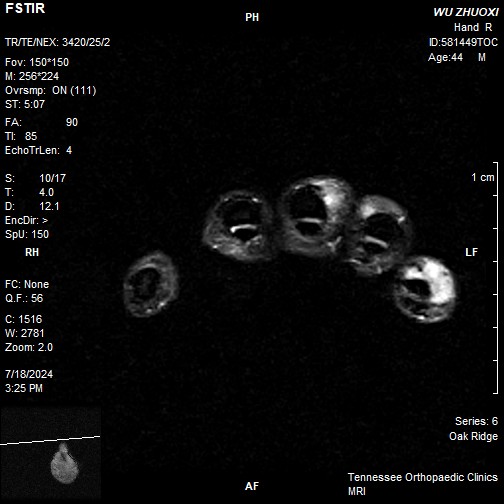 FSTIR
PH
WU ZHUOXI
Hand R
TR/TE/NEX: 3420/25/2
ID:581449TOC
Age:44 M
Fov: 150*150
M: 256*224
Ovrsmp: ON (111)
ST: 5:07
FA: 90
TI: 85
EchoTrLen: 4
S: 10/17
T: 4.0
D: 12.1
EncDir: >
SpU: 150
1 cm
RH
LF
FC: None
Q.F.: 56
C: 1516
W: 2781
Zoom: 2.0
7/18/2024
3:25 PM
Series: 6
Oak Ridge
AF
Tennessee Orthopaedic Clinics
MRI